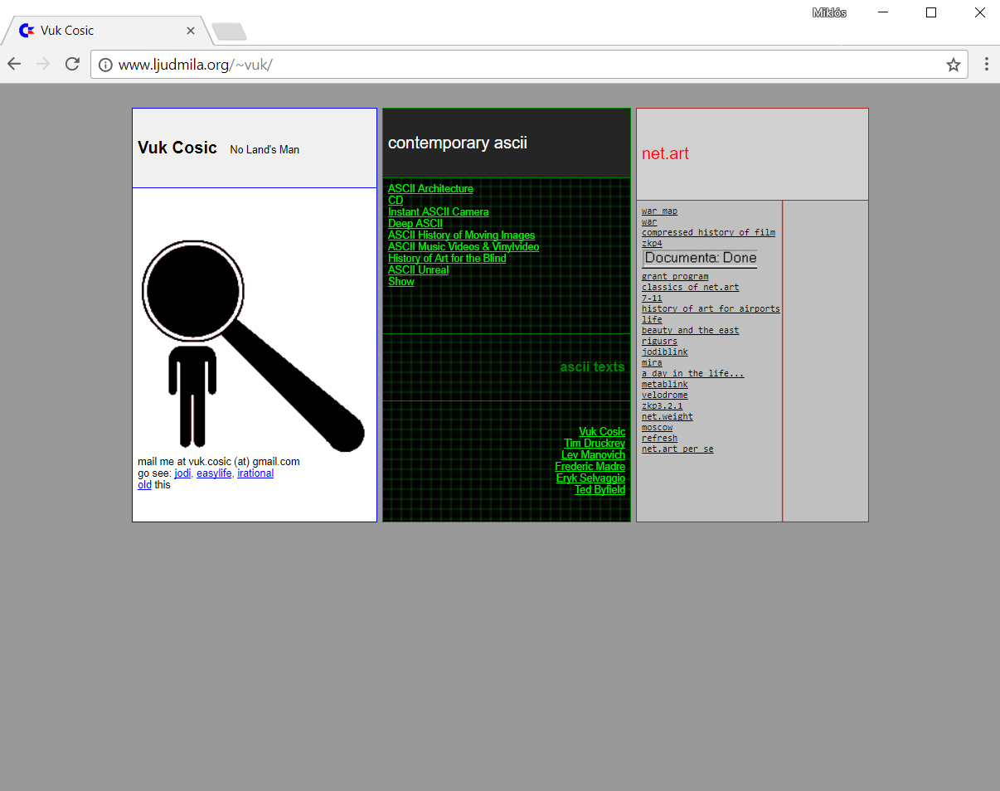 Miklós
Vuk Cosic
www.ljudmila.org/~vuk/
Vuk Cosic No Land's Man
mail me at vuk.cosic (at) gmail.com
go see: jodi, easylife, irational
old this
contemporary ascii
ASCII Architecture
CD
Instant ASCII Camera
Deep ASCII
ASCII History of Moving Images
ASCII Music Videos & Vinylvideo
History of Art for the Blind
ASCII Unreal
Show
ascii texts
Vuk Cosic
Tim Druckrey
Lev Manovich
Frederic Madre
Eryk Selvaggio
Ted Byfield
net.art
war map
war
compressed history of film
zkp4
Documenta: Done
grant program
classics of net.art
7-11
history of art for airports
life
beauty and the east
rigusrs
jodiblink
mira
a day in the life...
metablink
velodrome
zkp3.2.1
net.weight
moscow
refresh
net.art per se